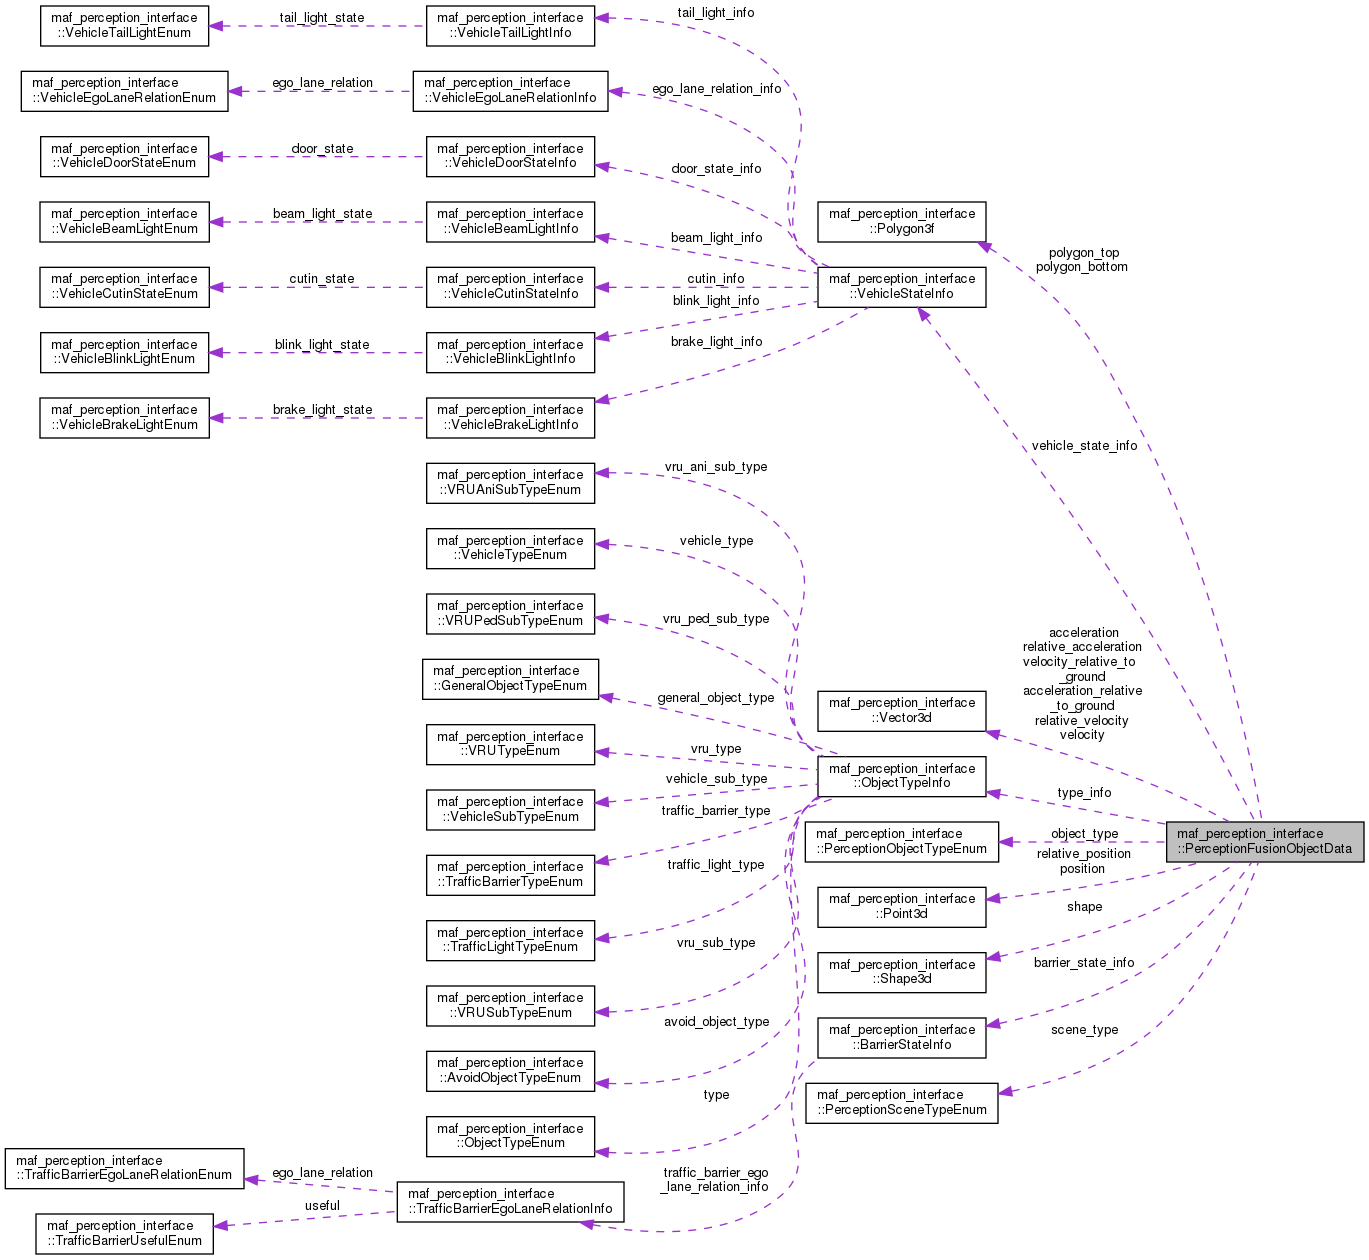 maf_perception_interface
::VehicleTailLightEnum
tail_light_state
maf_perception_interface
::VehicleTailLightInfo
tail_light_info
maf_perception_interface
::VehicleEgoLaneRelationEnum
ego_lane_relation
maf_perception_interface
::VehicleEgoLaneRelationInfo
ego_lane_relation_info
maf_perception_interface
::VehicleDoorStateEnum
door_state
maf_perception_interface
::VehicleDoorStateInfo
door_state_info
maf_perception_interface
::VehicleBeamLightEnum
beam_light_state
maf_perception_interface
::VehicleBeamLightInfo
beam_light_info
maf_perception_interface
::Polygon3f
polygon_top
polygon_bottom
maf_perception_interface
::VehicleCutinStateEnum
cutin_state
maf_perception_interface
::VehicleCutinStateInfo
cutin_info
maf_perception_interface
::VehicleStateInfo
maf_perception_interface
::VehicleBlinkLightEnum
blink_light_state
maf_perception_interface
::VehicleBlinkLightInfo
blink_light_info
maf_perception_interface
::VehicleBrakeLightEnum
brake_light_state
maf_perception_interface
::VehicleBrakeLightInfo
brake_light_info
vehicle_state_info
maf_perception_interface
::VRUAniSubTypeEnum
vru_ani_sub_type
maf_perception_interface
::VehicleTypeEnum
vehicle_type
maf_perception_interface
::VRUPedSubTypeEnum
vru_ped_sub_type
maf_perception_interface
::GeneralObjectTypeEnum
general_object_type
acceleration
relative_acceleration
velocity_relative_to
_ground
acceleration_relative
_to_ground
relative_velocity
velocity
maf_perception_interface
::Vector3d
maf_perception_interface
::VRUTypeEnum
vru_type
maf_perception_interface
::ObjectTypeInfo
type_info
maf_perception_interface
::VehicleSubTypeEnum
vehicle_sub_type
maf_perception_interface
::PerceptionObjectTypeEnum
object_type
maf_perception_interface
::PerceptionFusionObjectData
maf_perception_interface
::TrafficBarrierTypeEnum
traffic_barrier_type
maf_perception_interface
::Point3d
relative_position
position
maf_perception_interface
::TrafficLightTypeEnum
traffic_light_type
maf_perception_interface
::Shape3d
shape
maf_perception_interface
::VRUSubTypeEnum
vru_sub_type
maf_perception_interface
::BarrierStateInfo
barrier_state_info
maf_perception_interface
::AvoidObjectTypeEnum
avoid_object_type
maf_perception_interface
::PerceptionSceneTypeEnum
scene_type
maf_perception_interface
::ObjectTypeEnum
type
maf_perception_interface
::TrafficBarrierEgoLaneRelationEnum
ego_lane_relation
maf_perception_interface
::TrafficBarrierEgoLaneRelationInfo
traffic_barrier_ego
_lane_relation_info
maf_perception_interface
::TrafficBarrierUsefulEnum
useful